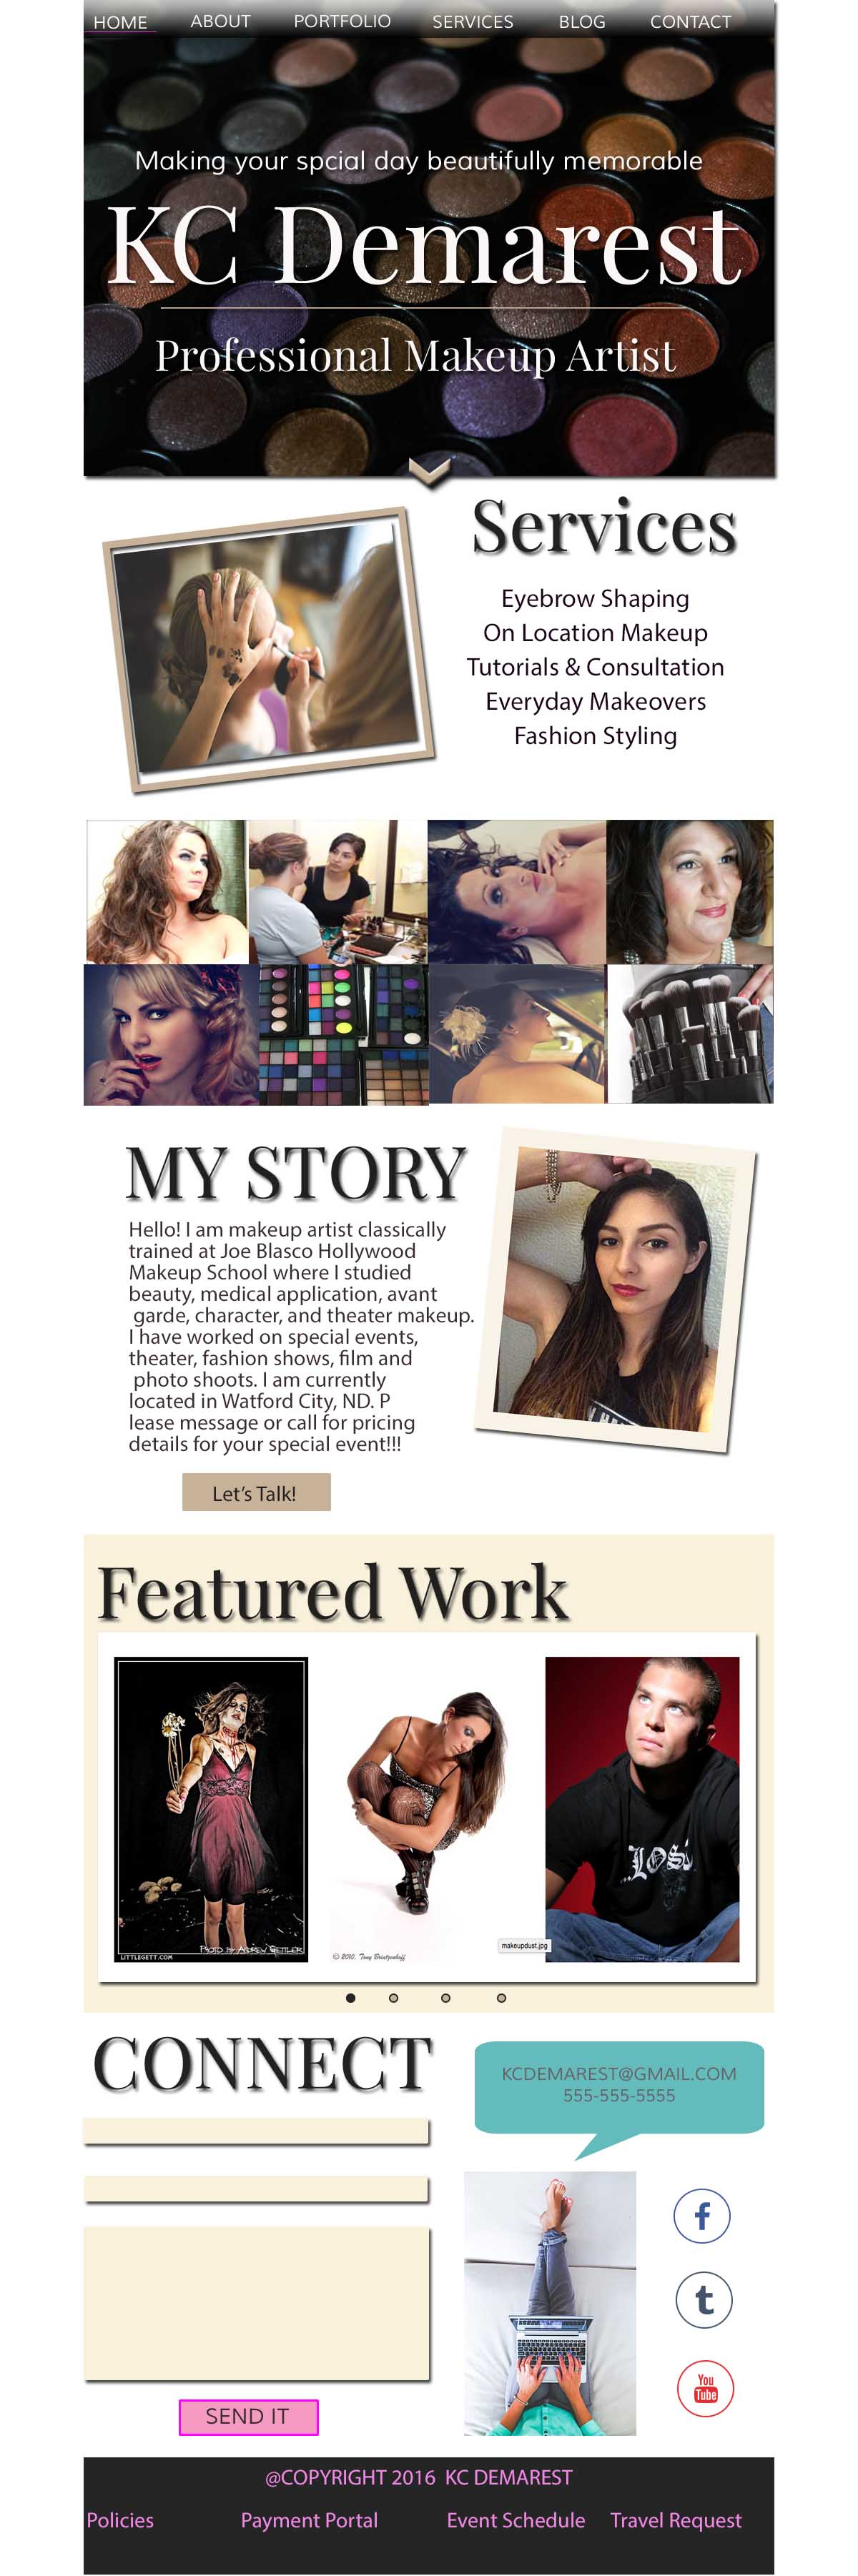 HOME ABOUT PORTFOLIO SERVICES BLOG CONTACT
Making your spcial day beautifully memorable
KC Demarest
Professional Makeup Artist
Services
Eyebrow Shaping
On Location Makeup
Tutorials & Consultation
Everyday Makeovers
Fashion Styling
MY STORY
Hello! I am makeup artist classically
trained at Joe Blasco Hollywood
Makeup School where I studied
beauty, medical application, avant
garde, character, and theater makeup.
I have worked on special events,
theater, fashion shows, film and
photo shoots. I am currently
located in Watford City, ND. P
lease message or call for pricing
details for your special event!!!
Let's Talk!
Featured Work
PHOTO BY ANDREW GETTLER
LITTLEGETT.COM
© 2010. Tony
makeupdust.jpg
CONNECT
KCDEMAREST@GMAIL.COM
555-555-5555
f
t
You
Tube
SEND IT
@COPYRIGHT 2016 KC DEMAREST
Policies Payment Portal Event Schedule Travel Request